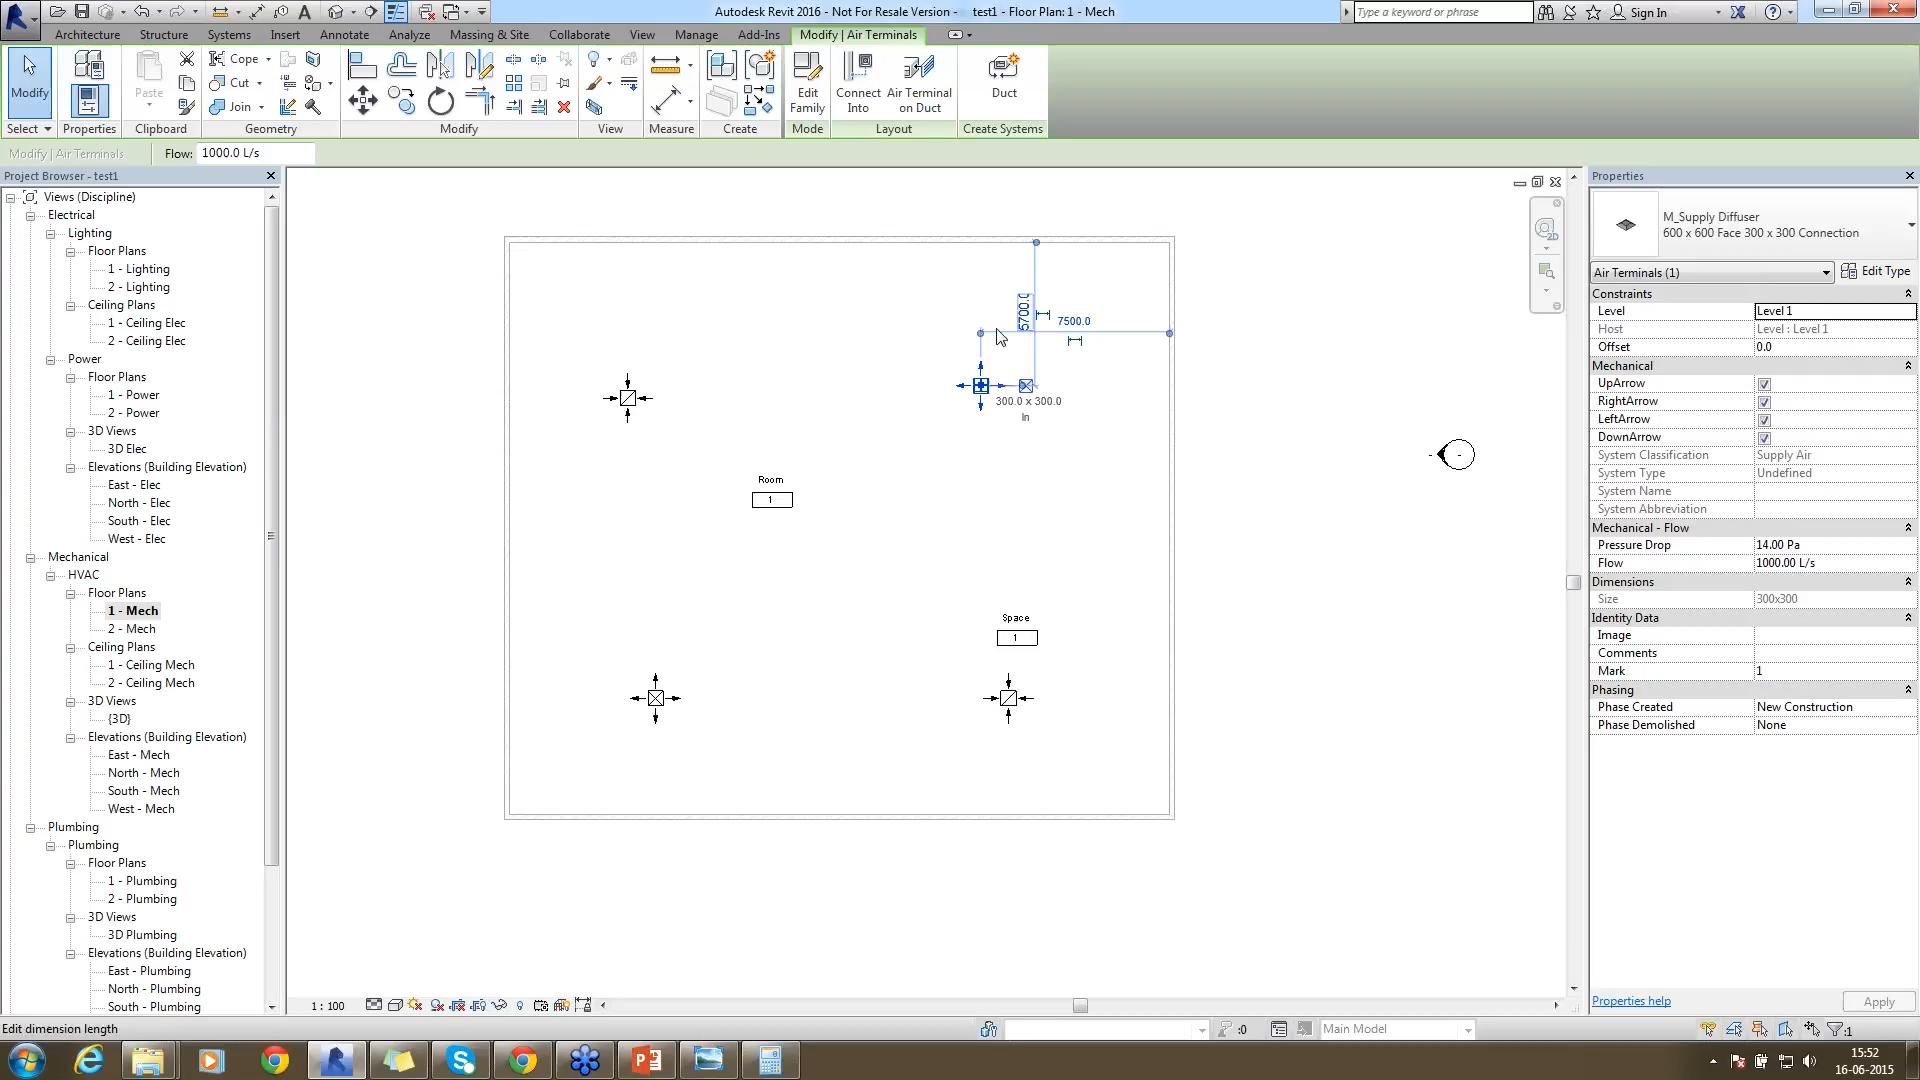 Autodesk Revit 2016 - Not For Resale Version - test1 - Floor Plan: 1 - Mech
Type a keyword or phrase
Sign In
Architecture Structure Systems Insert Annotate Analyze Massing & Site Collaborate View Manage Add-Ins Modify | Air Terminals
Modify
Paste
Cope
Cut
Join
Edit Family
Connect Into
Air Terminal on Duct
Duct
Select Properties Clipboard Geometry Modify View Measure Create Mode Layout Create Systems
Modify | Air Terminals
Flow: 1000.0 L/s
Project Browser - test1
Views (Discipline)
Electrical
Lighting
Floor Plans
1 - Lighting
2 - Lighting
Ceiling Plans
1 - Ceiling Elec
2 - Ceiling Elec
Power
Floor Plans
1 - Power
2 - Power
3D Views
3D Elec
Elevations (Building Elevation)
East - Elec
North - Elec
South - Elec
West - Elec
Mechanical
HVAC
Floor Plans
1 - Mech
2 - Mech
Ceiling Plans
1 - Ceiling Mech
2 - Ceiling Mech
3D Views
{3D}
Elevations (Building Elevation)
East - Mech
North - Mech
South - Mech
West - Mech
Plumbing
Plumbing
Floor Plans
1 - Plumbing
2 - Plumbing
3D Views
3D Plumbing
Elevations (Building Elevation)
East - Plumbing
North - Plumbing
South - Plumbing
5700.0
7500.0
300.0 x 300.0
In
Room
1
Space
1
2D
Properties
M_Supply Diffuser
600 x 600 Face 300 x 300 Connection
Air Terminals (1)
Edit Type
Constraints
Level Level 1
Host Level : Level 1
Offset 0.0
Mechanical
UpArrow
RightArrow
LeftArrow
DownArrow
System Classification Supply Air
System Type Undefined
System Name
System Abbreviation
Mechanical - Flow
Pressure Drop 14.00 Pa
Flow 1000.00 L/s
Dimensions
Size 300x300
Identity Data
Image
Comments
Mark 1
Phasing
Phase Created New Construction
Phase Demolished None
Properties help
Apply
1 : 100
Edit dimension length
:0
Main Model
:1
15:52
16-06-2015